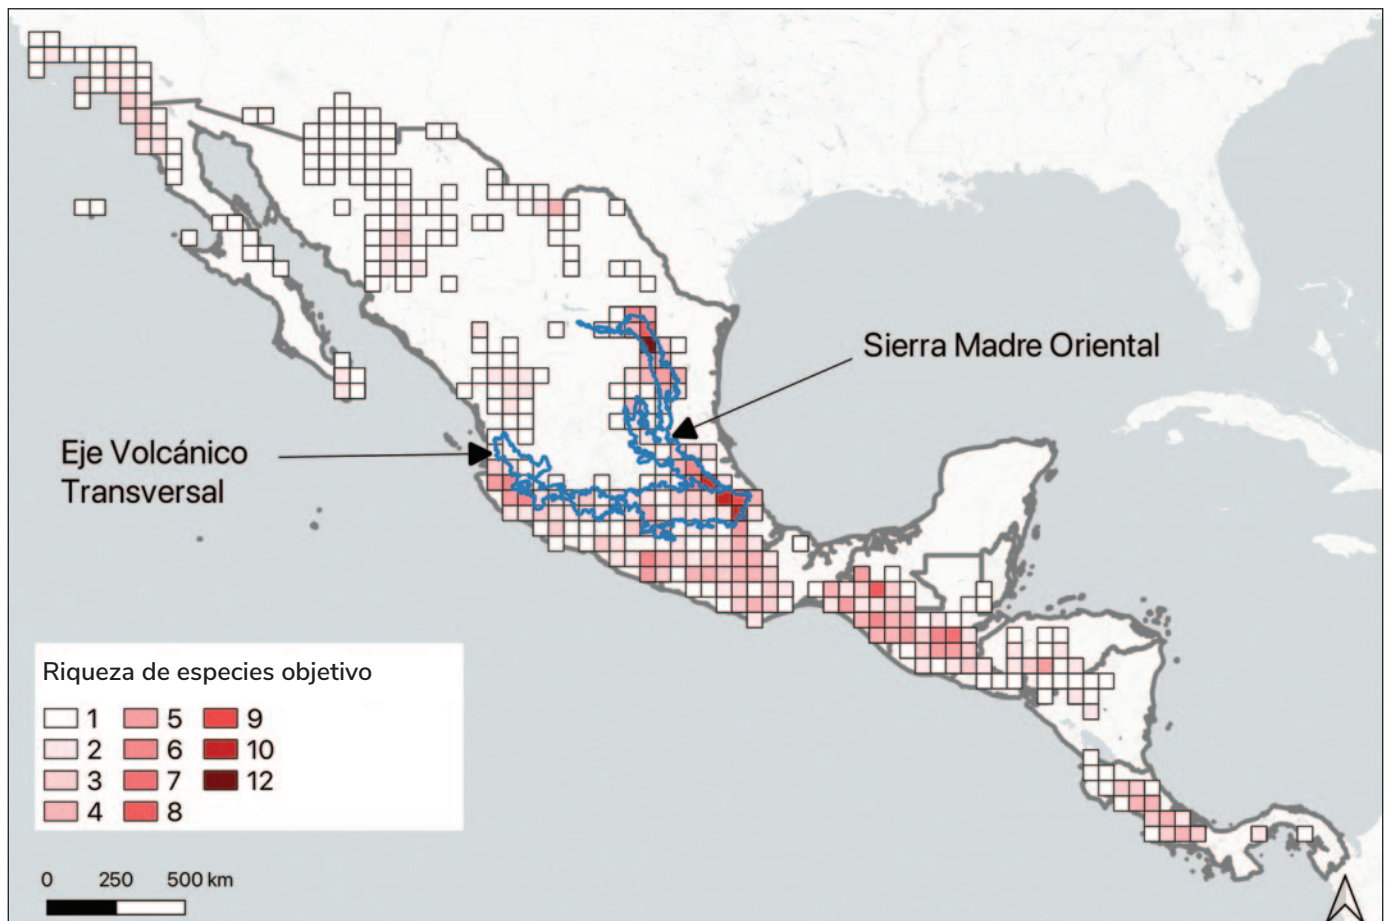 Sierra Madre Oriental
Eje Volcánico
Transversal
Riqueza de especies objetivo
1 5 9
2 6 10
3 7 12
4 8
0 250 500 km